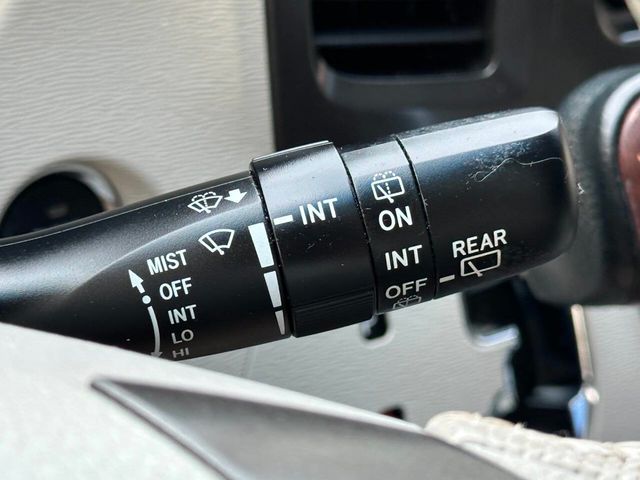 MIST
OFF
INT
LO
HI
INT
ON
INT
OFF
REAR